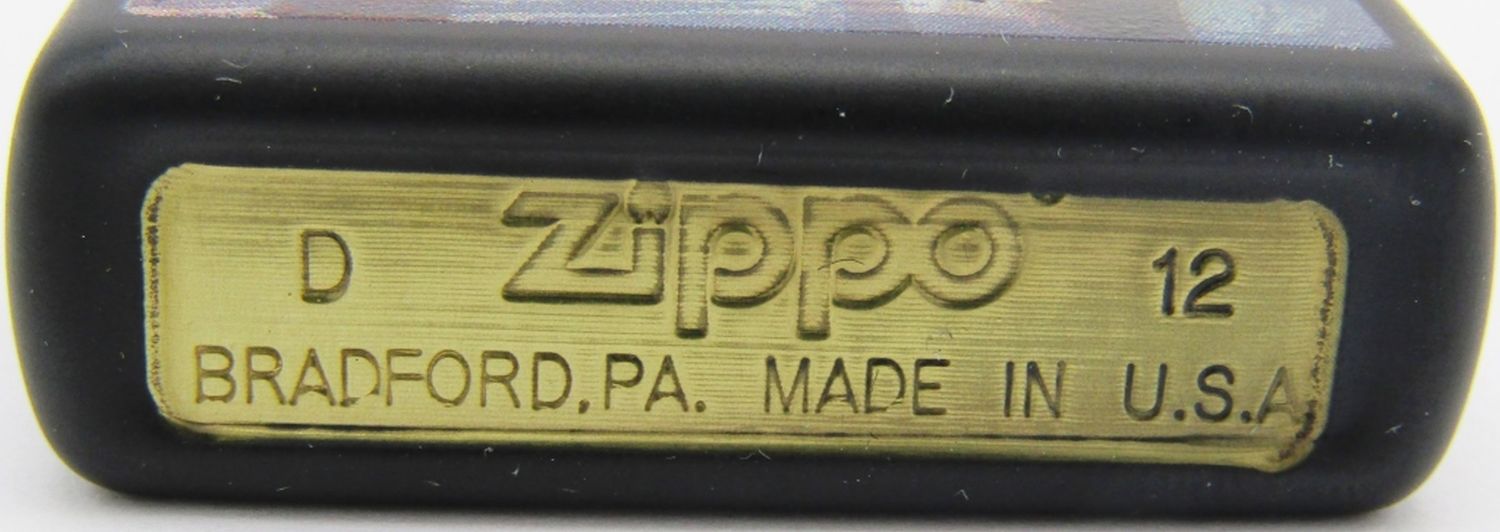 D Zippo 12
BRADFORD, PA. MADE IN U.S.A